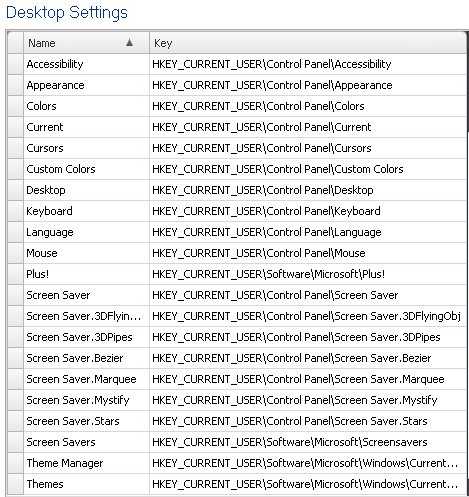 Desktop Settings
Name Key
Accessibility HKEY_CURRENT_USER\Control Panel\Accessibility
Appearance HKEY_CURRENT_USER\Control Panel\Appearance
Colors HKEY_CURRENT_USER\Control Panel\Colors
Current HKEY_CURRENT_USER\Control Panel\Current
Cursors HKEY_CURRENT_USER\Control Panel\Cursors
Custom Colors HKEY_CURRENT_USER\Control Panel\Custom Colors
Desktop HKEY_CURRENT_USER\Control Panel\Desktop
Keyboard HKEY_CURRENT_USER\Control Panel\Keyboard
Language HKEY_CURRENT_USER\Control Panel\Language
Mouse HKEY_CURRENT_USER\Control Panel\Mouse
Plus! HKEY_CURRENT_USER\Software\Microsoft\Plus!
Screen Saver HKEY_CURRENT_USER\Control Panel\Screen Saver
Screen Saver.3DFlyin... HKEY_CURRENT_USER\Control Panel\Screen Saver.3DFlyingObj
Screen Saver.3DPipes HKEY_CURRENT_USER\Control Panel\Screen Saver.3DPipes
Screen Saver.Bezier HKEY_CURRENT_USER\Control Panel\Screen Saver.Bezier
Screen Saver.Marquee HKEY_CURRENT_USER\Control Panel\Screen Saver.Marquee
Screen Saver.Mystify HKEY_CURRENT_USER\Control Panel\Screen Saver.Mystify
Screen Saver.Stars HKEY_CURRENT_USER\Control Panel\Screen Saver.Stars
Screen Savers HKEY_CURRENT_USER\Software\Microsoft\Screensavers
Theme Manager HKEY_CURRENT_USER\Software\Microsoft\Windows\Current...
Themes HKEY_CURRENT_USER\Software\Microsoft\Windows\Current...